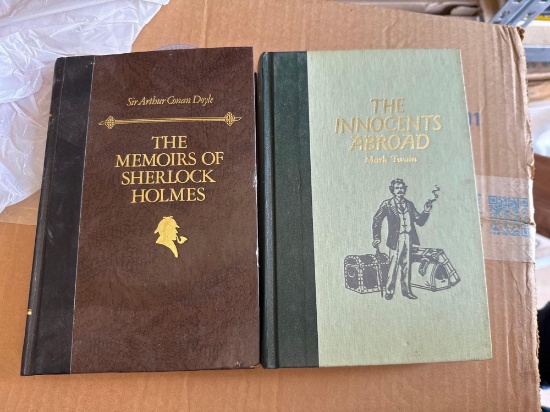 Sir Arthur Conan Doyle
THE
MEMOIRS OF
SHERLOCK
HOLMES
THE
INNOCENTS
ABROAD
Mark Twain